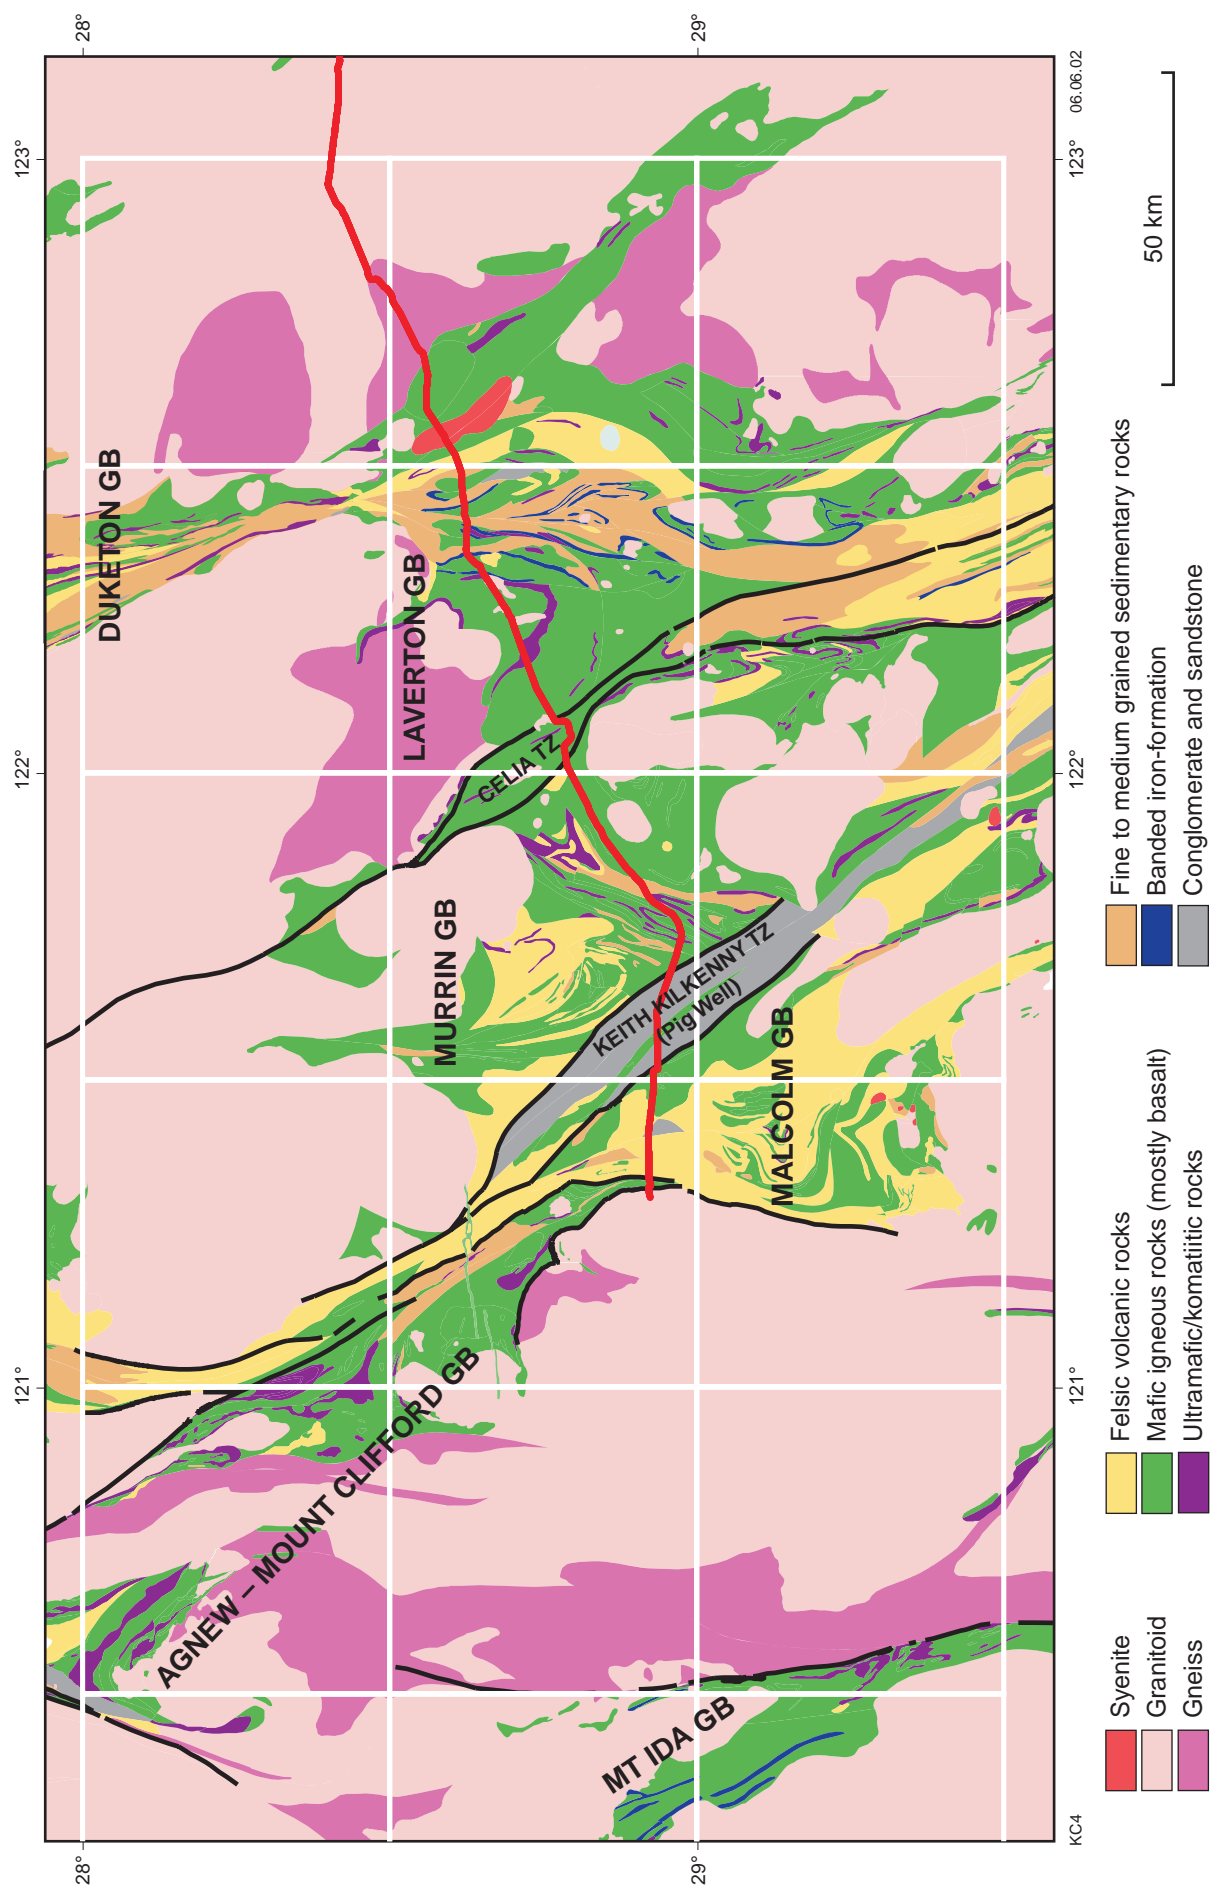 28°
29°
123°
123°
06.06.02
50 km
DUKETON GB
LAVERTON GB
CELIA TZ
122°
122°
MURRIN GB
KEITH KILKENNY TZ
(Pig Well)
MALCOLM GB
121°
121°
AGNEW – MOUNT CLIFFORD GB
MT IDA GB
28°
29°
KC4
Syenite
Granitoid
Gneiss
Felsic volcanic rocks
Mafic igneous rocks (mostly basalt)
Ultramafic/komatiitic rocks
Fine to medium grained sedimentary rocks
Banded iron-formation
Conglomerate and sandstone